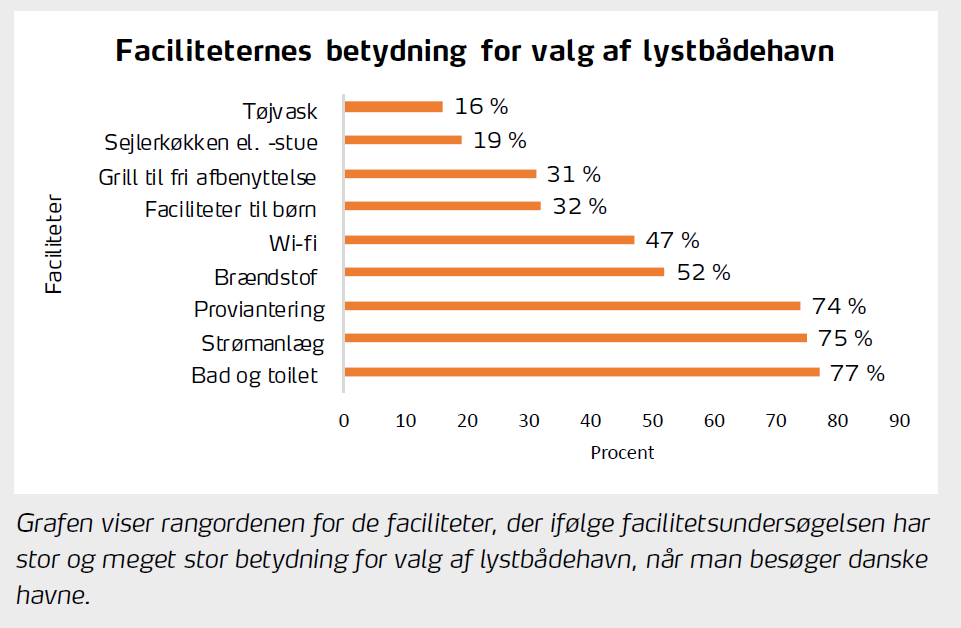 Faciliteternes betydning for valg af lystbådehavn
Faciliteter
Tøjvask 16 %
Sejlerkøkken el. -stue 19 %
Grill til fri afbenyttelse 31 %
Faciliteter til børn 32 %
Wi-fi 47 %
Brændstof 52 %
Proviantering 74 %
Strømanlæg 75 %
Bad og toilet 77 %
0 10 20 30 40 50 60 70 80 90
Procent
Grafen viser rangordenen for de faciliteter, der ifølge facilitetsundersøgelsen har
stor og meget stor betydning for valg af lystbådehavn, når man besøger danske
havne.